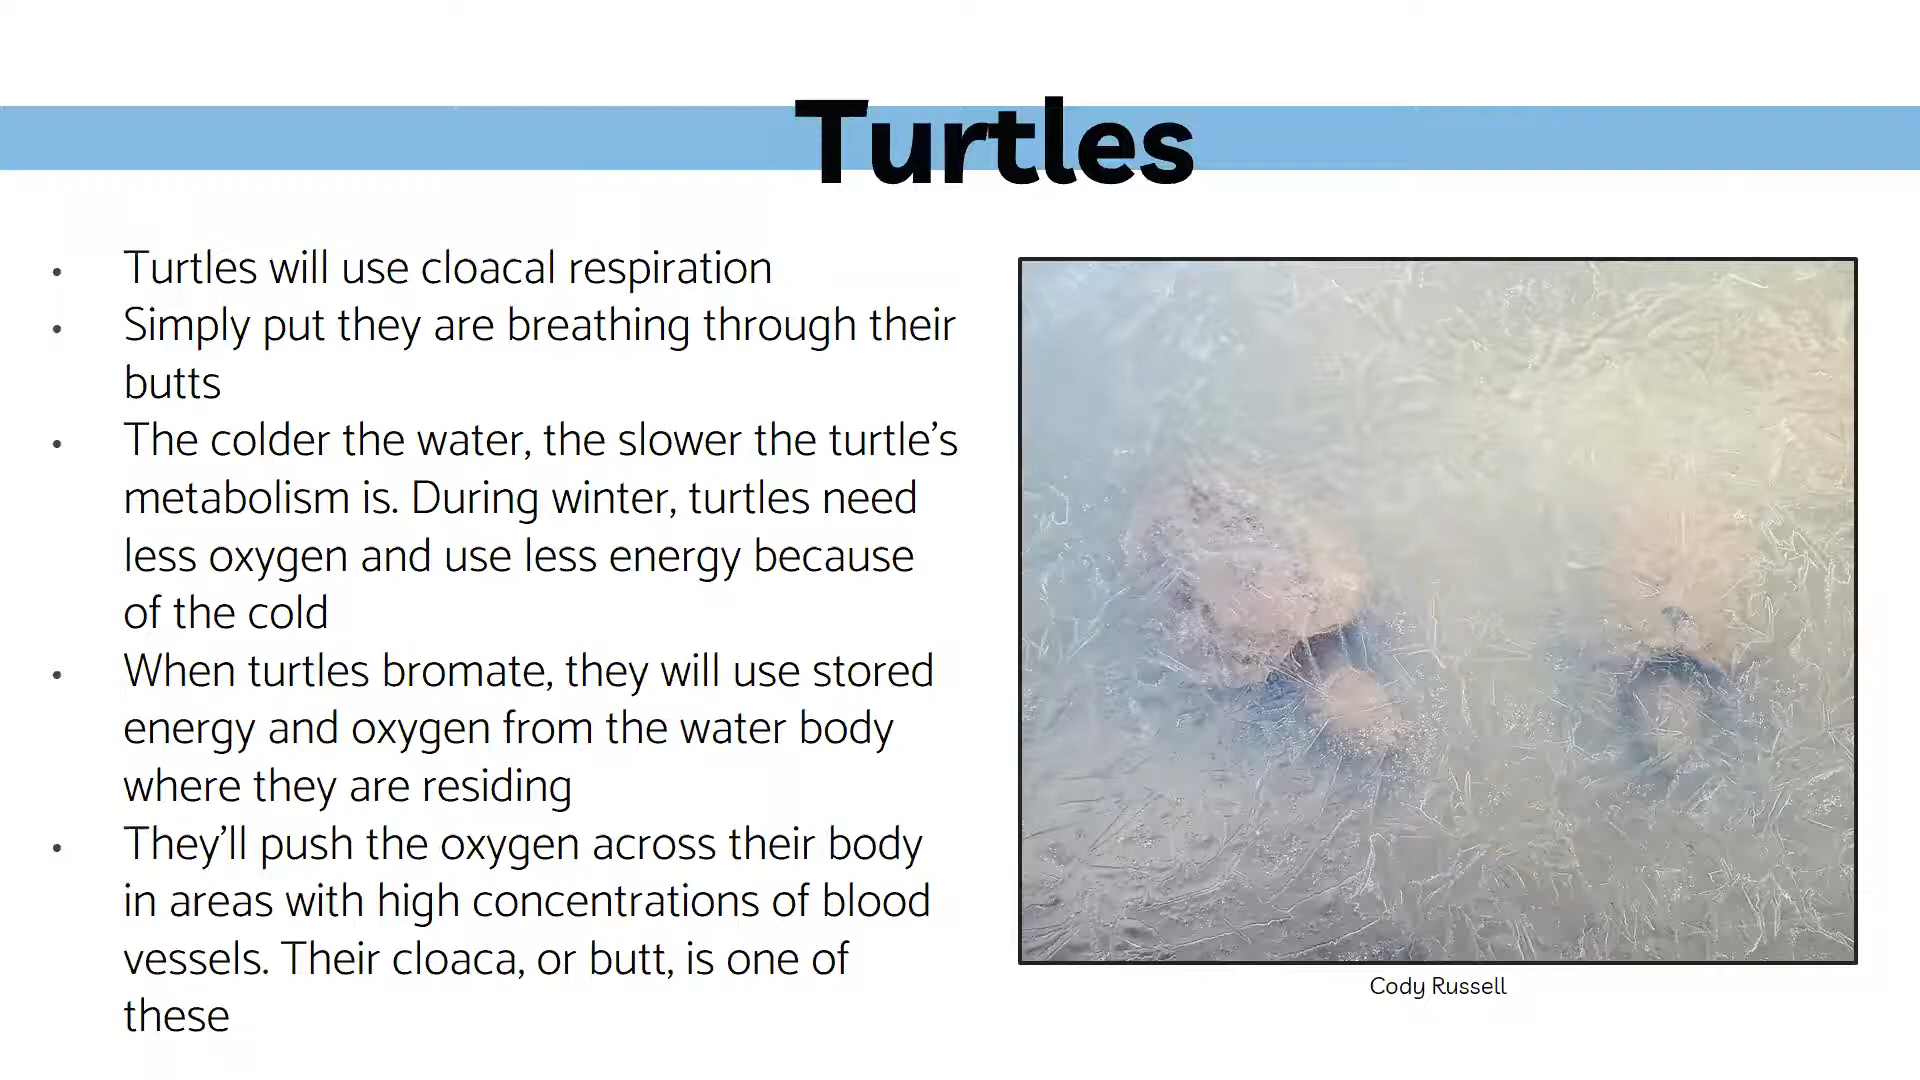 Turtles
• Turtles will use cloacal respiration
• Simply put they are breathing through their
butts
• The colder the water, the slower the turtle’s
metabolism is. During winter, turtles need
less oxygen and use less energy because
of the cold
• When turtles bromate, they will use stored
energy and oxygen from the water body
where they are residing
• They’ll push the oxygen across their body
in areas with high concentrations of blood
vessels. Their cloaca, or butt, is one of
these
Cody Russell